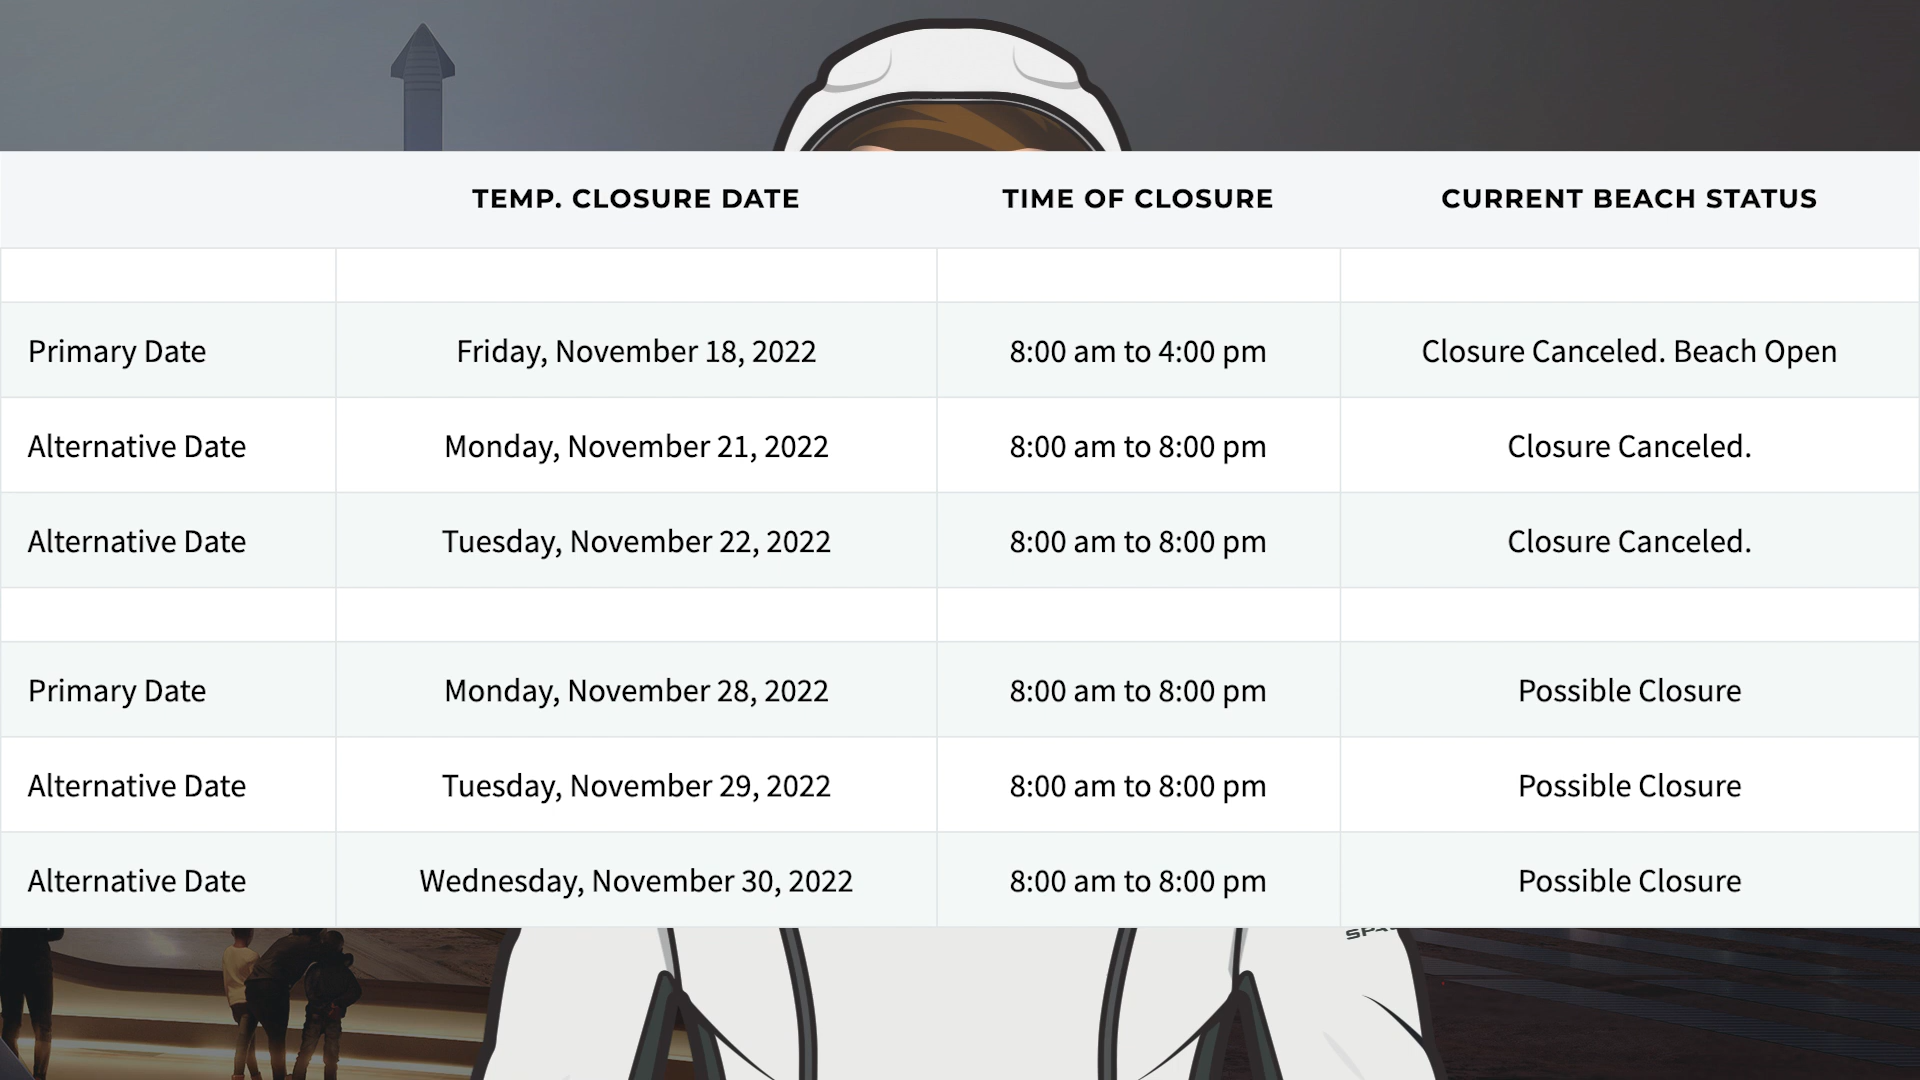 TEMP. CLOSURE DATE TIME OF CLOSURE CURRENT BEACH STATUS
Primary Date Friday, November 18, 2022 8:00 am to 4:00 pm Closure Canceled. Beach Open
Alternative Date Monday, November 21, 2022 8:00 am to 8:00 pm Closure Canceled.
Alternative Date Tuesday, November 22, 2022 8:00 am to 8:00 pm Closure Canceled.
Primary Date Monday, November 28, 2022 8:00 am to 8:00 pm Possible Closure
Alternative Date Tuesday, November 29, 2022 8:00 am to 8:00 pm Possible Closure
Alternative Date Wednesday, November 30, 2022 8:00 am to 8:00 pm Possible Closure